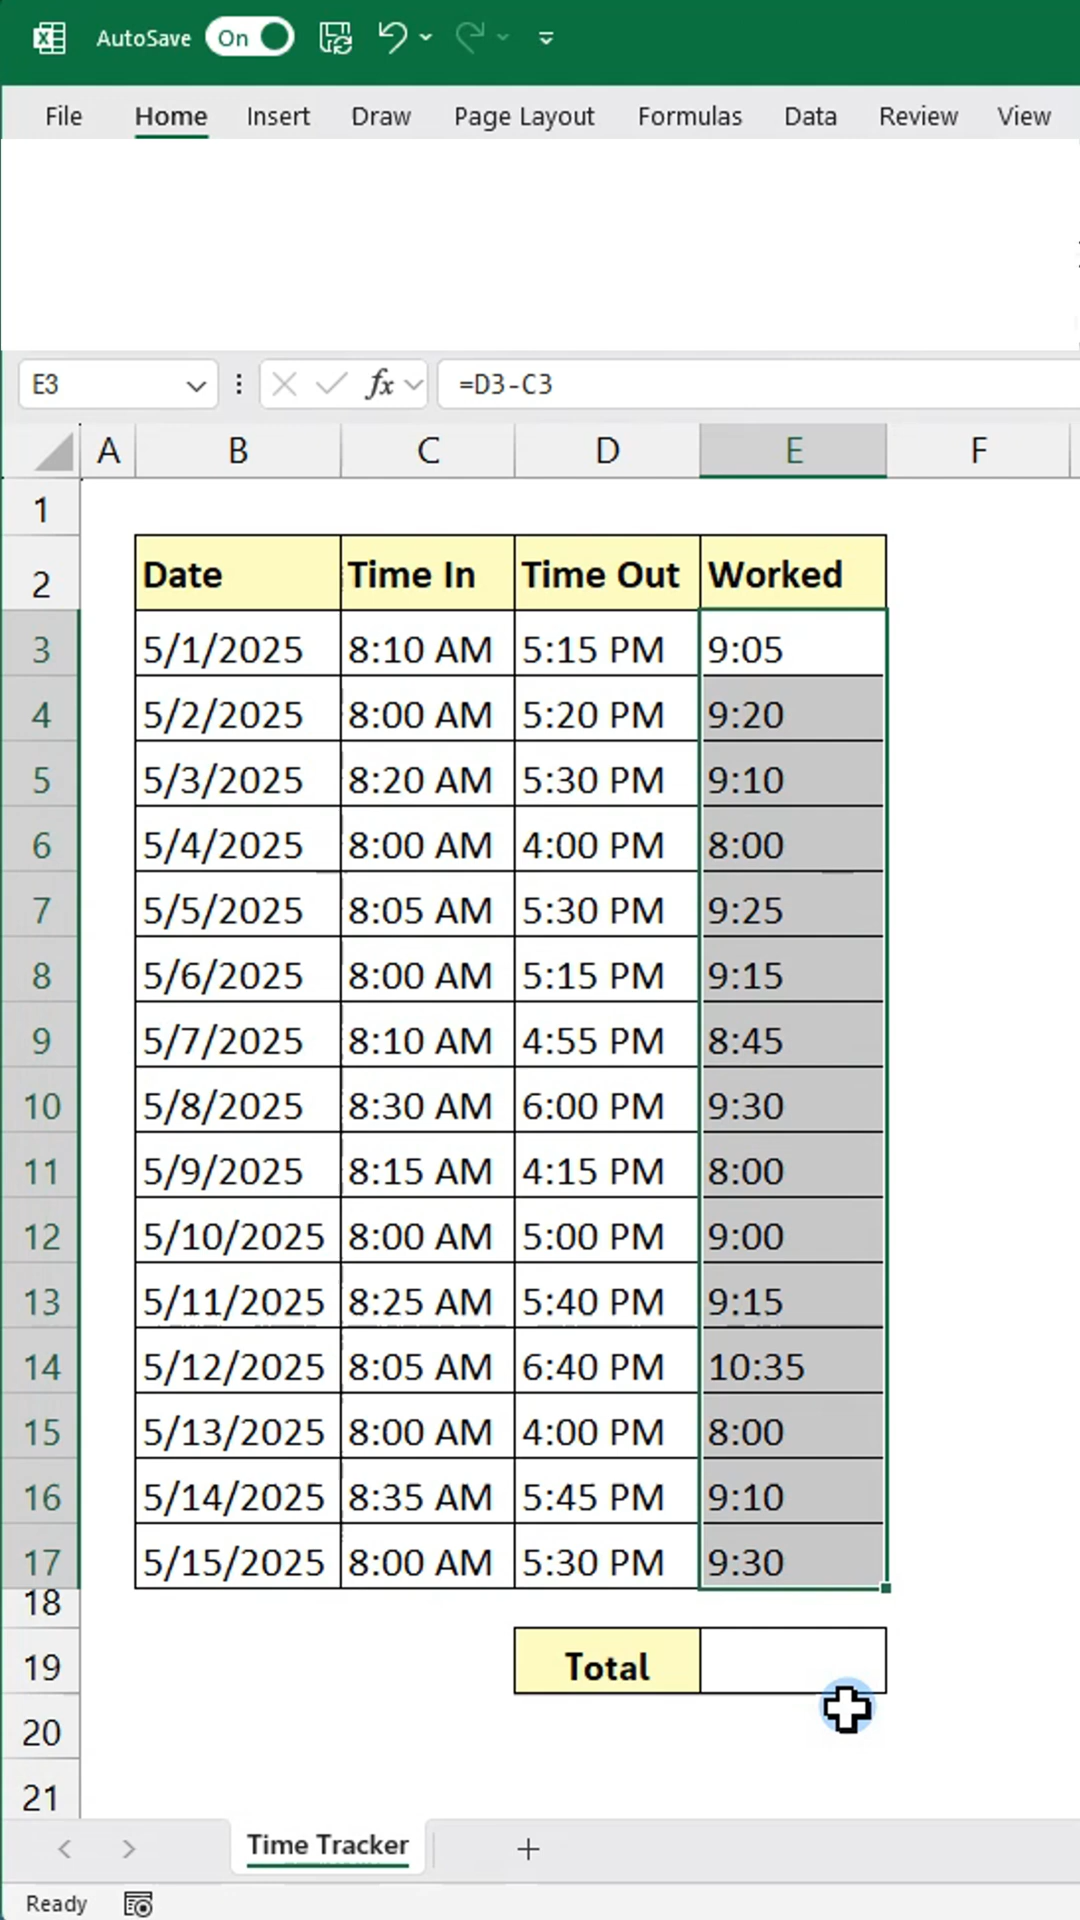 AutoSave On
File Home Insert Draw Page Layout Formulas Data Review View
E3 fx =D3-C3
A B C D E F
1
2 Date Time In Time Out Worked
3 5/1/2025 8:10 AM 5:15 PM 9:05
4 5/2/2025 8:00 AM 5:20 PM 9:20
5 5/3/2025 8:20 AM 5:30 PM 9:10
6 5/4/2025 8:00 AM 4:00 PM 8:00
7 5/5/2025 8:05 AM 5:30 PM 9:25
8 5/6/2025 8:00 AM 5:15 PM 9:15
9 5/7/2025 8:10 AM 4:55 PM 8:45
10 5/8/2025 8:30 AM 6:00 PM 9:30
11 5/9/2025 8:15 AM 4:15 PM 8:00
12 5/10/2025 8:00 AM 5:00 PM 9:00
13 5/11/2025 8:25 AM 5:40 PM 9:15
14 5/12/2025 8:05 AM 6:40 PM 10:35
15 5/13/2025 8:00 AM 4:00 PM 8:00
16 5/14/2025 8:35 AM 5:45 PM 9:10
17 5/15/2025 8:00 AM 5:30 PM 9:30
18
19 Total
20
21
Time Tracker
Ready